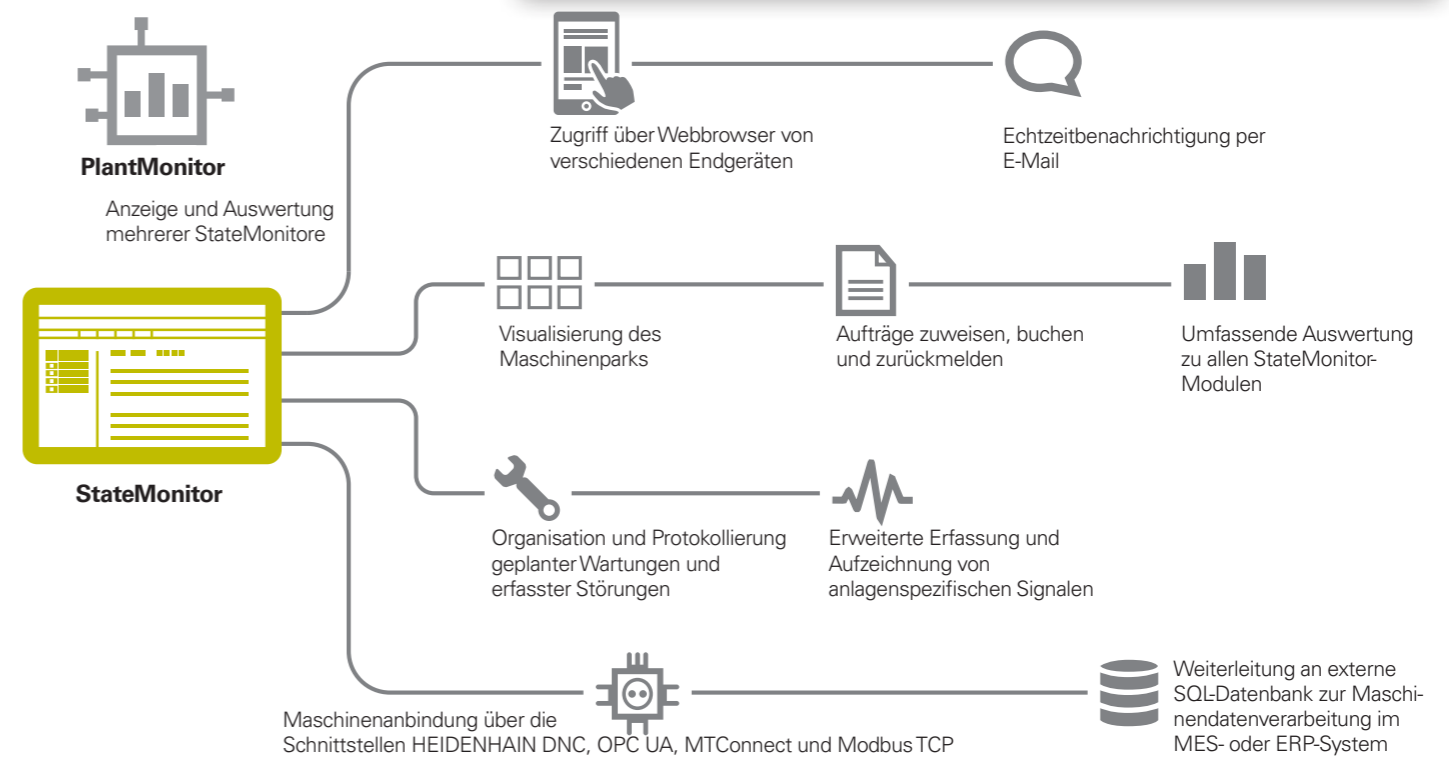 PlantMonitor
Anzeige und Auswertung
mehrerer StateMonitore
Zugriff über Webbrowser von
verschiedenen Endgeräten
Echtzeitbenachrichtigung per
E-Mail
StateMonitor
Visualisierung des
Maschinenparks
Aufträge zuweisen, buchen
und zurückmelden
Umfassende Auswertung
zu allen StateMonitor-
Modulen
Organisation und Protokollierung
geplanter Wartungen und
erfasster Störungen
Erweiterte Erfassung und
Aufzeichnung von
anlagenspezifischen Signalen
Maschinenanbindung über die
Schnittstellen HEIDENHAIN DNC, OPC UA, MTConnect und Modbus TCP
Weiterleitung an externe
SQL-Datenbank zur Maschi-
nendatenverarbeitung im
MES- oder ERP-System